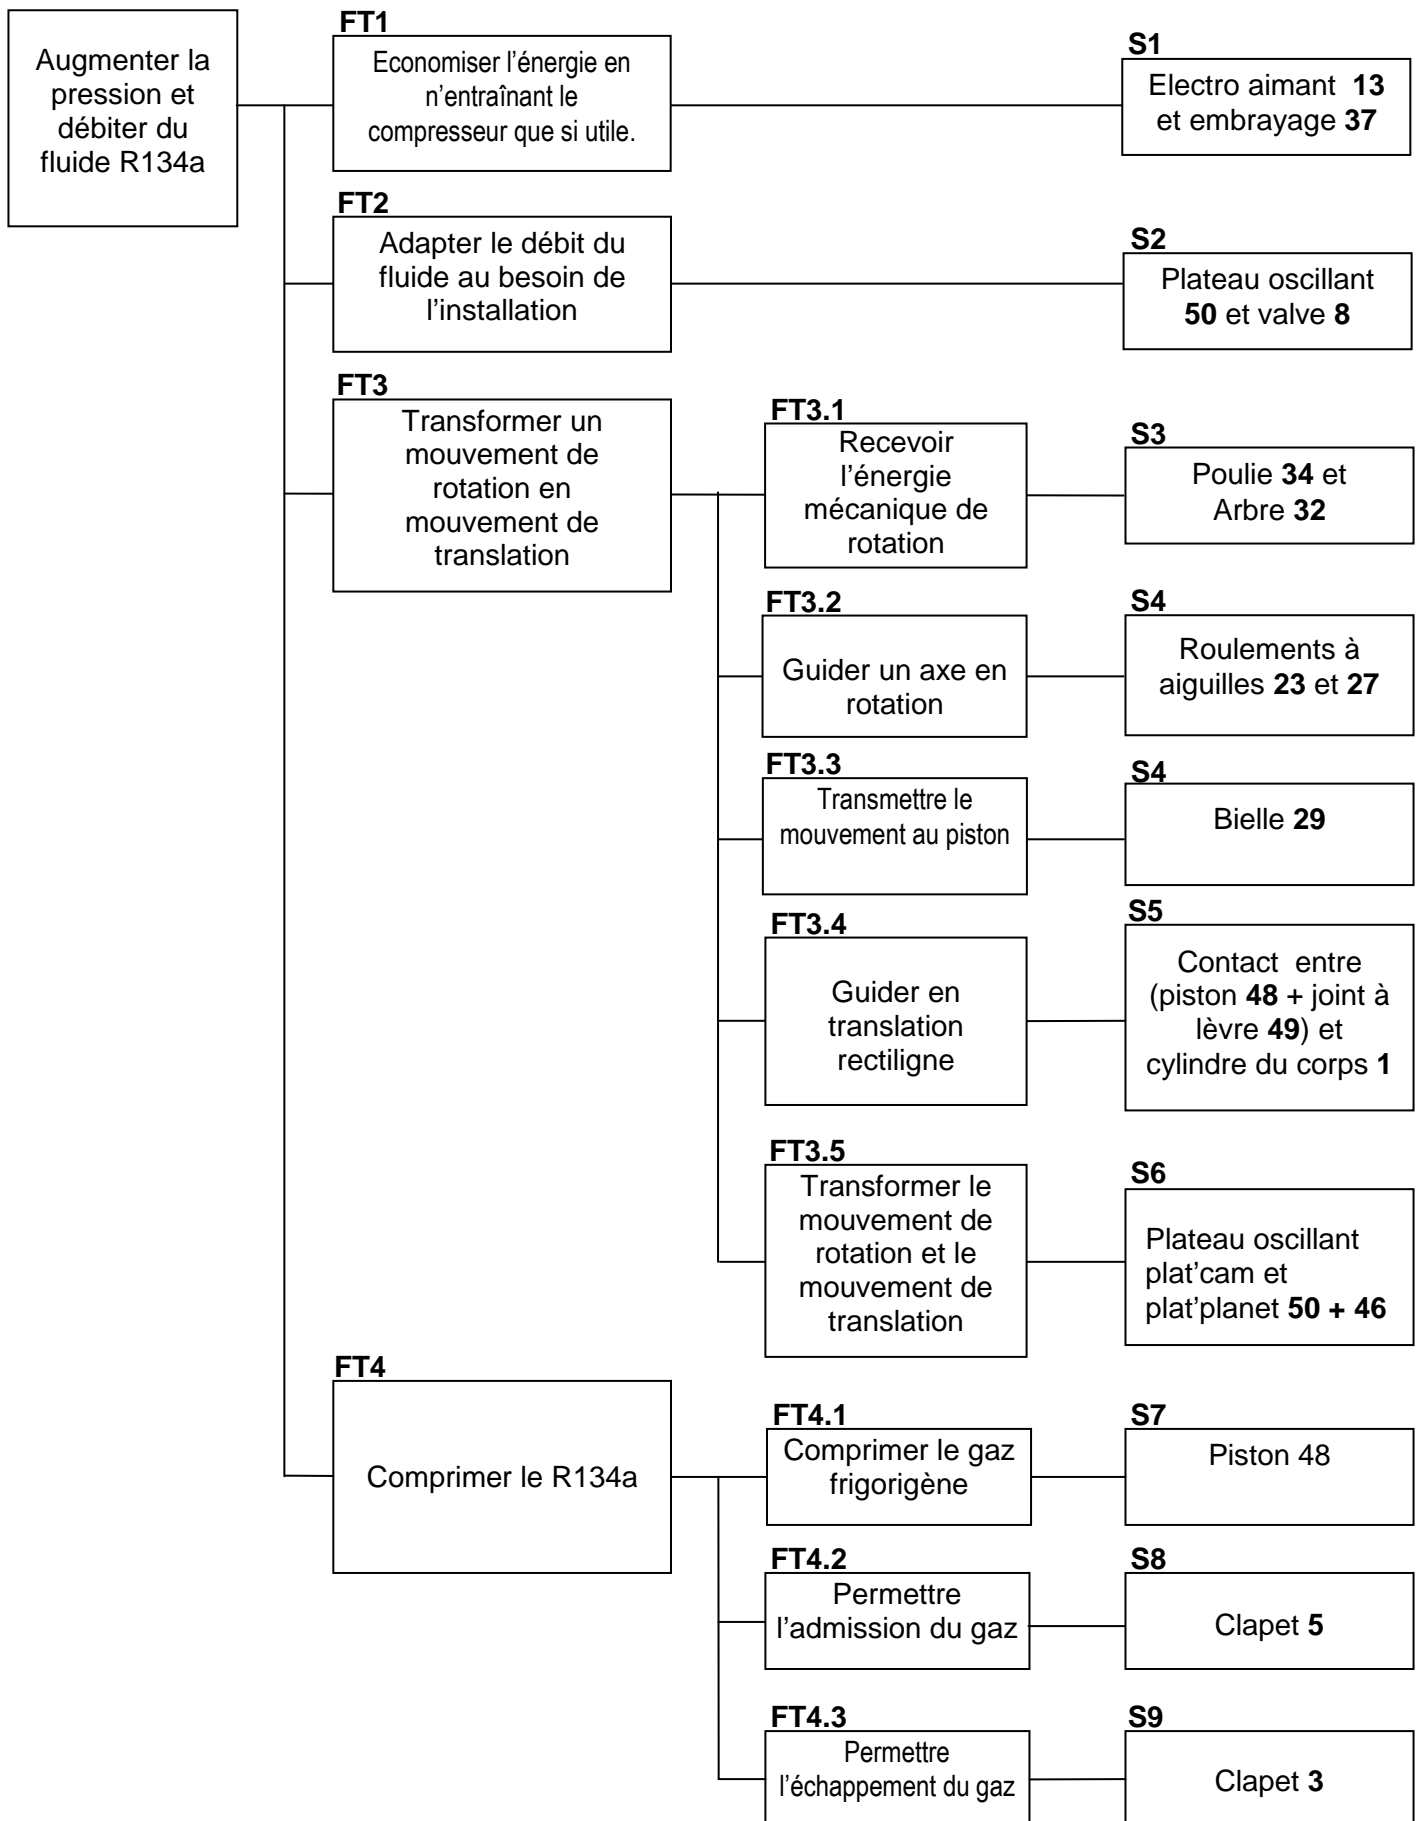 Augmenter la
pression et
débiter du
fluide R134a
FT1
Economiser l’énergie en
n’entraînant le
compresseur que si utile.
S1
Electro aimant 13
et embrayage 37
FT2
Adapter le débit du
fluide au besoin de
l’installation
S2
Plateau oscillant
50 et valve 8
FT3
Transformer un
mouvement de
rotation en
mouvement de
translation
FT3.1
Recevoir
l’énergie
mécanique de
rotation
S3
Poulie 34 et
Arbre 32
FT3.2
Guider un axe en
rotation
S4
Roulements à
aiguilles 23 et 27
FT3.3
Transmettre le
mouvement au piston
S4
Bielle 29
FT3.4
Guider en
translation
rectiligne
S5
Contact entre
(piston 48 + joint à
lèvre 49) et
cylindre du corps 1
FT3.5
Transformer le
mouvement de
rotation et le
mouvement de
translation
S6
Plateau oscillant
plat’cam et
plat’planet 50 + 46
FT4
Comprimer le R134a
FT4.1
Comprimer le gaz
frigorigène
S7
Piston 48
FT4.2
Permettre
l’admission du gaz
S8
Clapet 5
FT4.3
Permettre
l’échappement du gaz
S9
Clapet 3